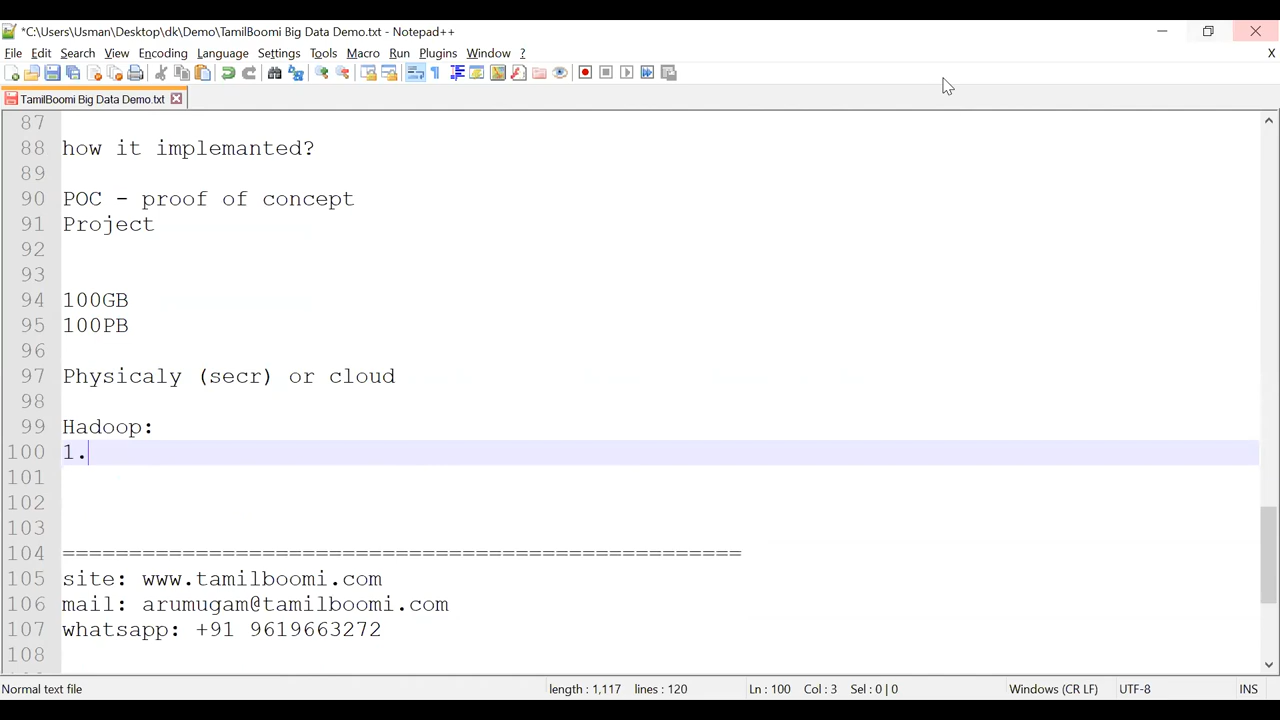 *C:\Users\Usman\Desktop\dk\Demo\TamilBoomi Big Data Demo.txt - Notepad++
File Edit Search View Encoding Language Settings Tools Macro Run Plugins Window ? X
TamilBoomi Big Data Demo.txt
87
88 how it implemanted?
89
90 POC - proof of concept
91 Project
92
93
94 100GB
95 100PB
96
97 Physicaly (secr) or cloud
98
99 Hadoop:
100 1.
101
102
103
104 ===================================================
105 site: www.tamilboomi.com
106 mail: arumugam@tamilboomi.com
107 whatsapp: +91 9619663272
108
Normal text file length : 1,117 lines : 120 Ln : 100 Col : 3 Sel : 0 | 0 Windows (CR LF) UTF-8 INS